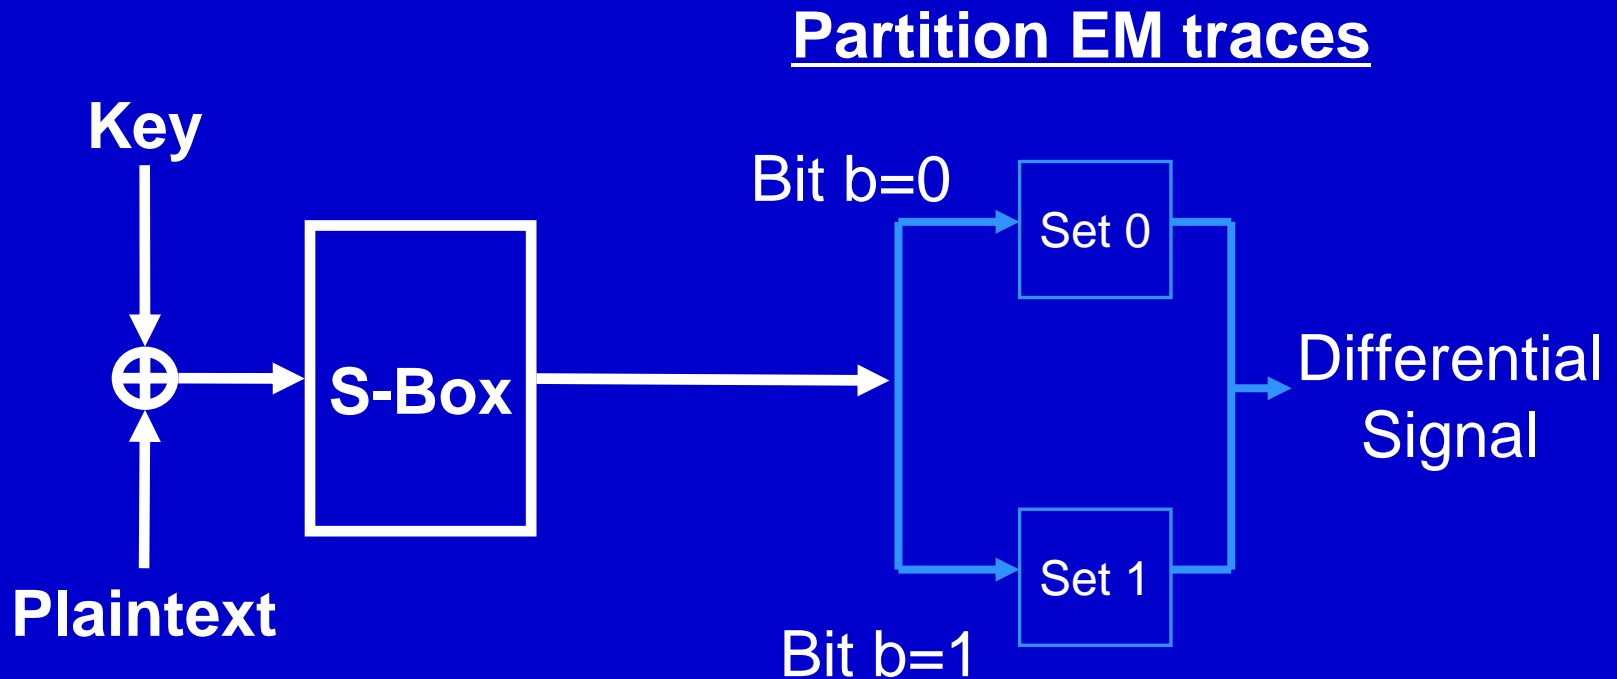 Partition EM traces
Key
Bit b=0
Set 0
S-Box
Differential
Signal
Set 1
Plaintext
Bit b=1